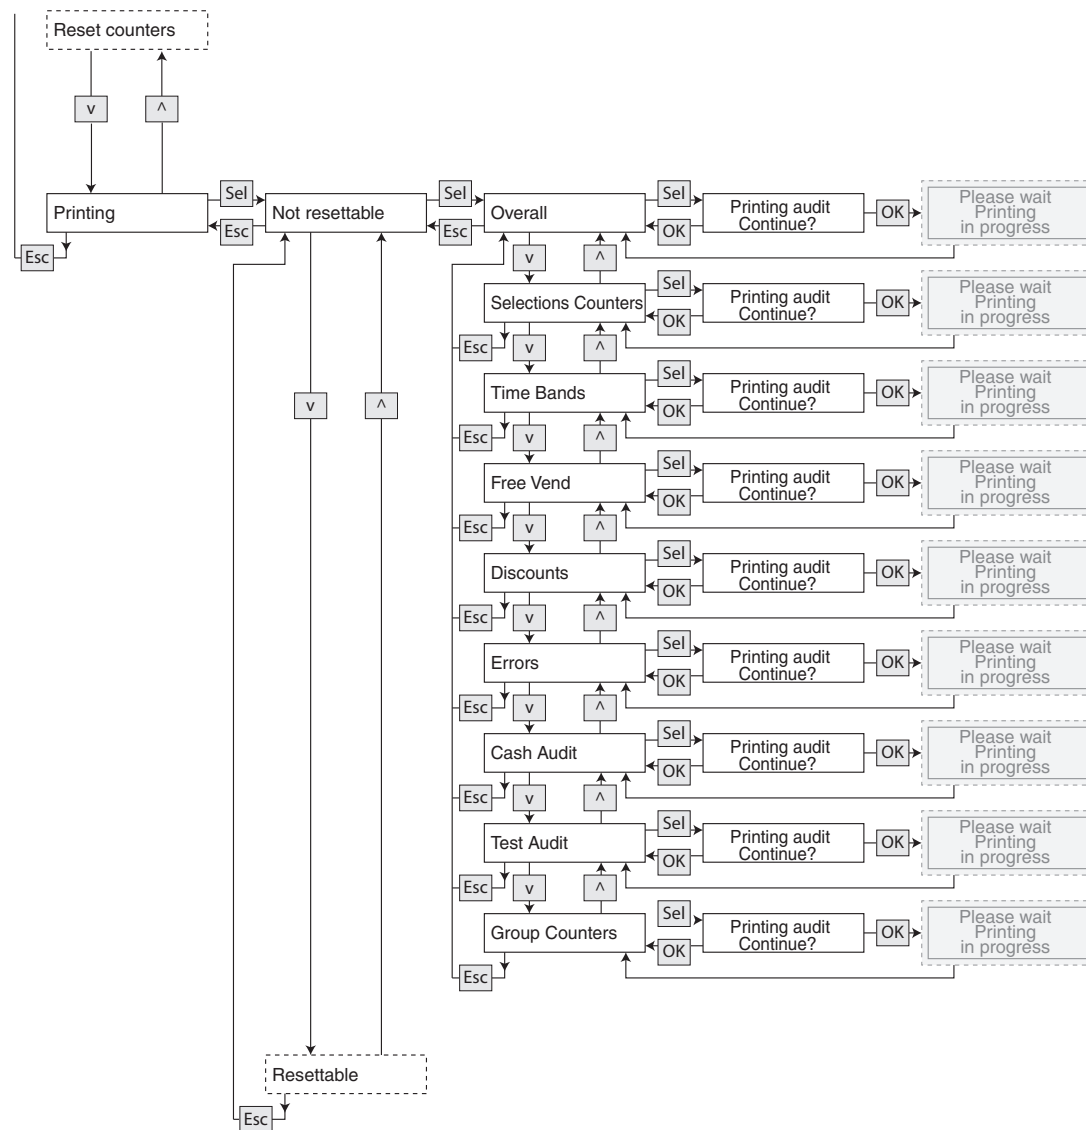 Reset counters
v
^
Printing
Sel
Esc
Esc
Not resettable
Sel
Esc
Overall
Sel
OK
Printing audit
Continue?
OK
Please wait
Printing
in progress
v
^
Selections Counters
Sel
OK
Printing audit
Continue?
OK
Please wait
Printing
in progress
Esc
v
^
Time Bands
Sel
OK
Printing audit
Continue?
OK
Please wait
Printing
in progress
v
^
Esc
v
^
Free Vend
Sel
OK
Printing audit
Continue?
OK
Please wait
Printing
in progress
Esc
v
^
Discounts
Sel
OK
Printing audit
Continue?
OK
Please wait
Printing
in progress
Esc
v
^
Errors
Sel
OK
Printing audit
Continue?
OK
Please wait
Printing
in progress
Esc
v
^
Cash Audit
Sel
OK
Printing audit
Continue?
OK
Please wait
Printing
in progress
Esc
v
^
Test Audit
Sel
OK
Printing audit
Continue?
OK
Please wait
Printing
in progress
Esc
v
^
Group Counters
Sel
OK
Printing audit
Continue?
OK
Please wait
Printing
in progress
Esc
Resettable
Esc